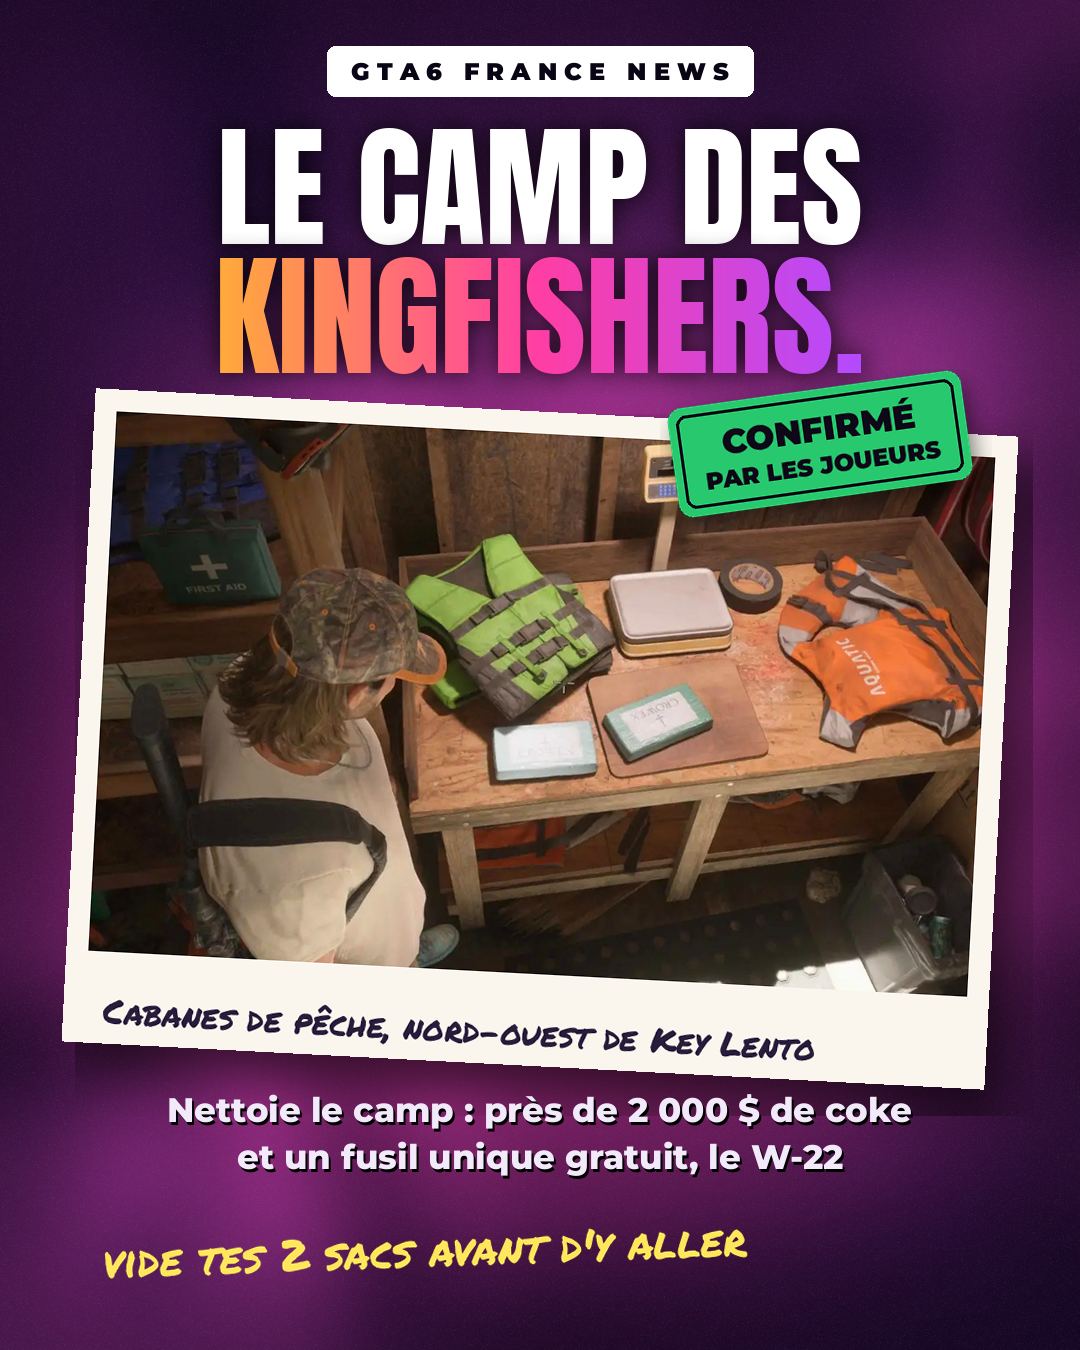 GTA6 FRANCE NEWS
LE CAMP DES
KINGFISHERS.
CONFIRMÉ
PAR LES JOUEURS
FIRST AID
AQUATIC
Cabanes de pêche, nord-ouest de Key Lento
Nettoie le camp : près de 2 000 $ de coke
et un fusil unique gratuit, le W-22
VIDE TES 2 SACS AVANT D'Y ALLER